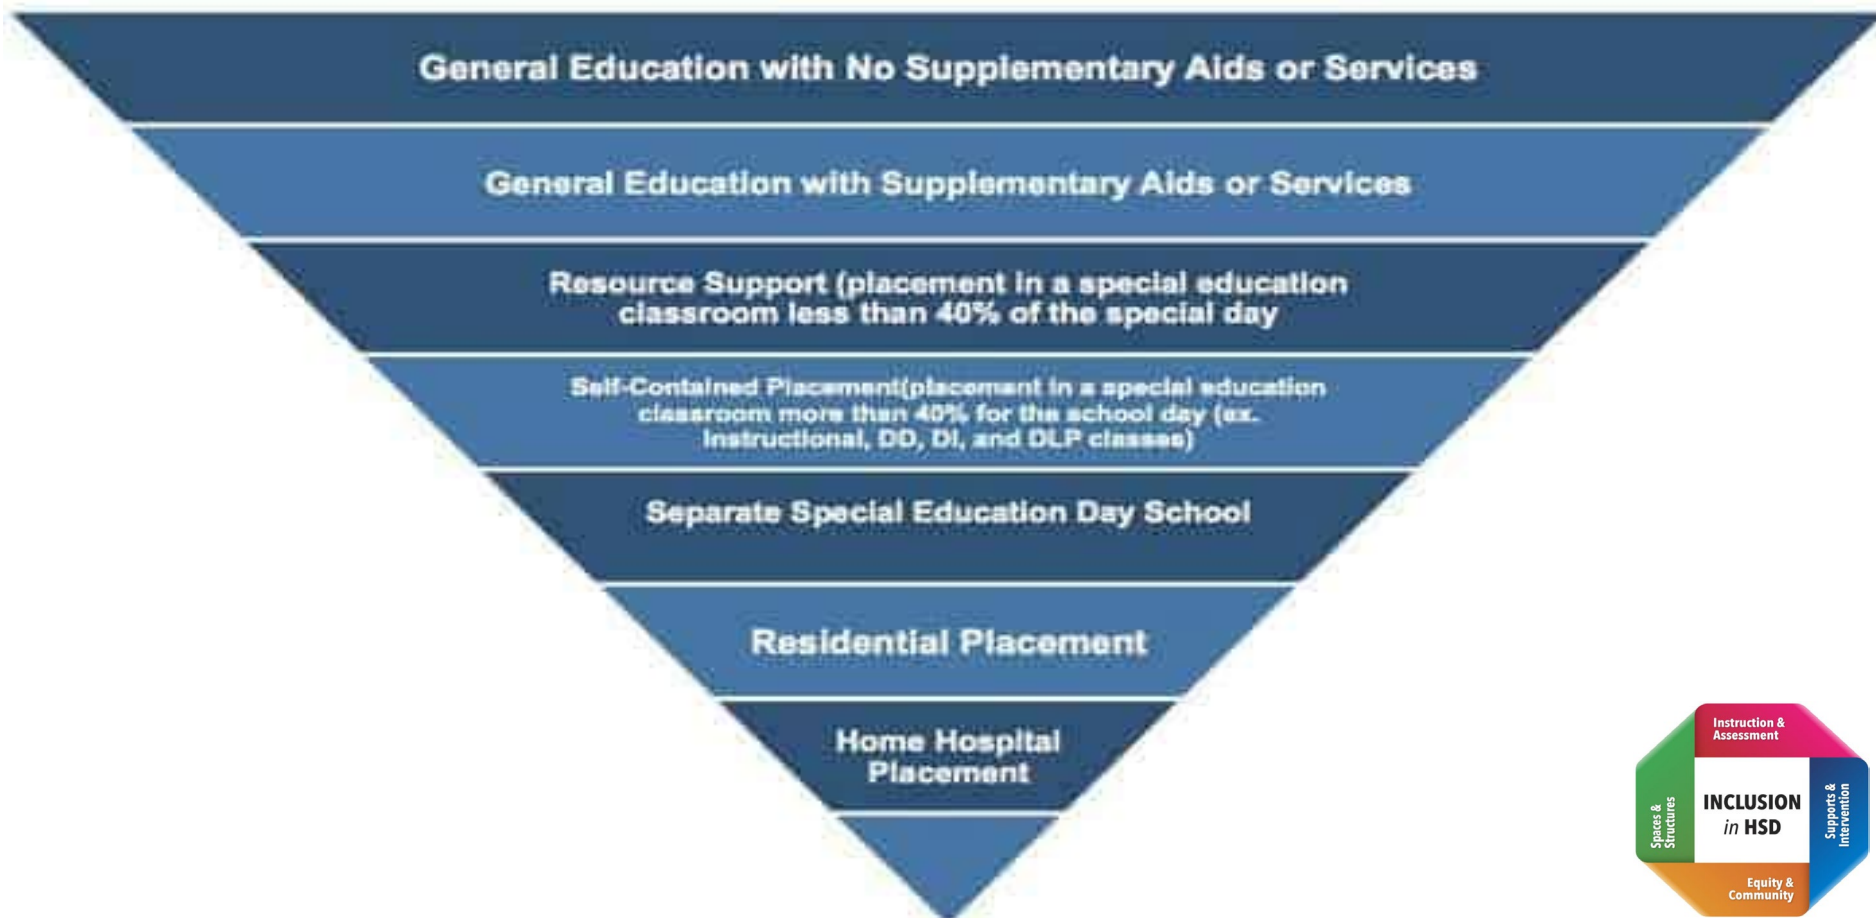 General Education with No Supplementary Aids or Services
General Education with Supplementary Aids or Services
Resource Support (placement in a special education
classroom less than 40% of the special day
Self-Contained Placement(placement in a special education
classroom more than 40% for the school day (ex.
Instructional, DD, DI, and DLP classes)
Separate Special Education Day School
Residential Placement
Home Hospital
Placement
Instruction &
Assessment
Spaces &
Structures
INCLUSION
in HSD
Supports &
Intervention
Equity &
Community